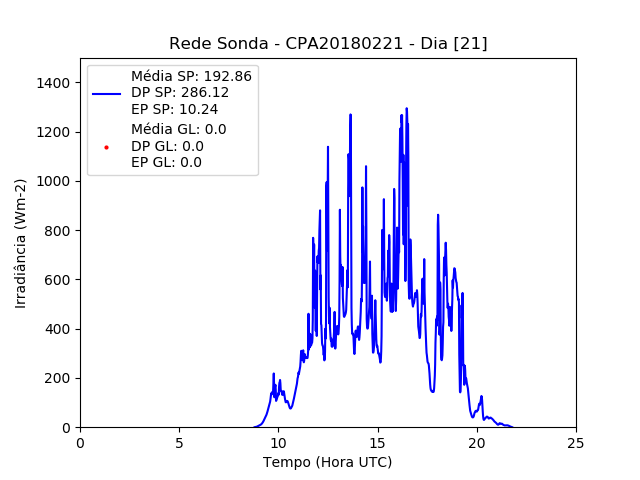 Rede Sonda - CPA20180221 - Dia [21]
Média SP: 192.86
DP SP: 286.12
EP SP: 10.24
Média GL: 0.0
DP GL: 0.0
EP GL: 0.0
Irradiância (Wm-2)
1400
1200
1000
800
600
400
200
0
0 5 10 15 20 25
Tempo (Hora UTC)